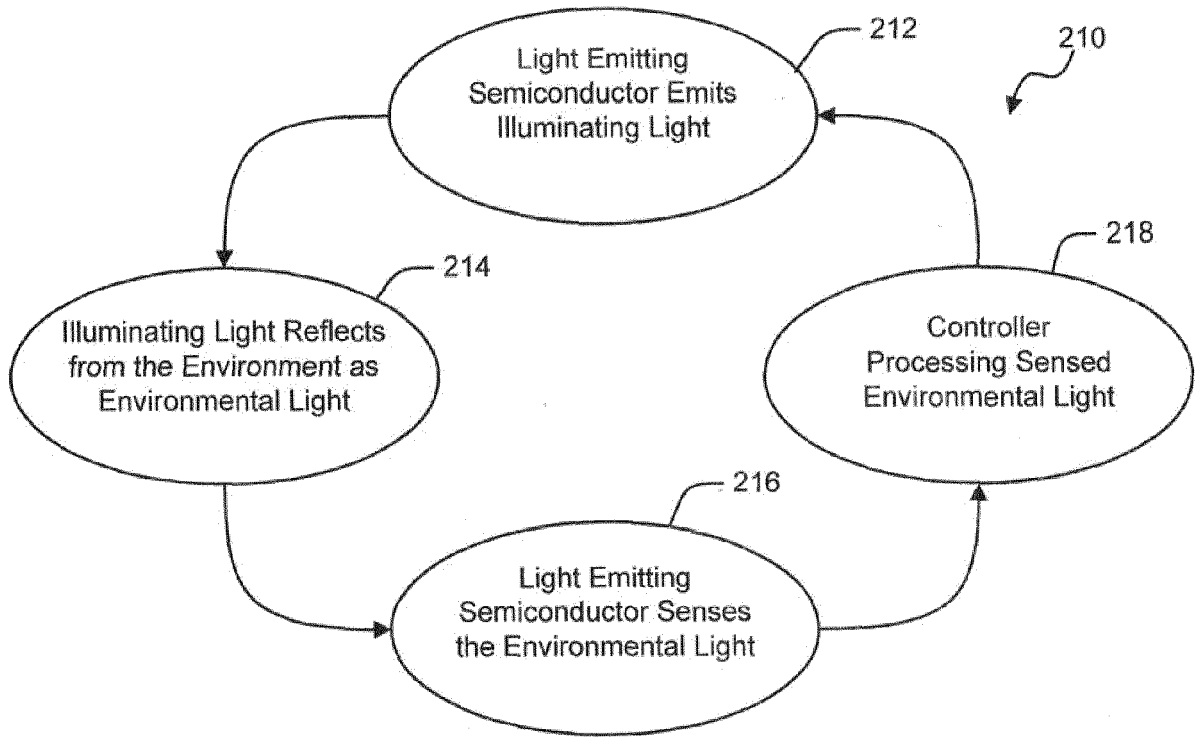 212
210
Light Emitting
Semiconductor Emits
Illuminating Light
218
214
Illuminating Light Reflects
from the Environment as
Environmental Light
Controller
Processing Sensed
Environmental Light
216
Light Emitting
Semiconductor Senses
the Environmental Light